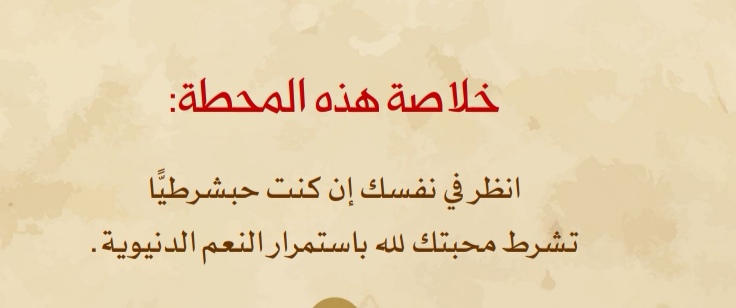 خلاصة هذه المحطة:
انظر في نفسك إن كنت حبشرطيًّا
تشرط محبتك لله باستمرار النعم الدنيوية.